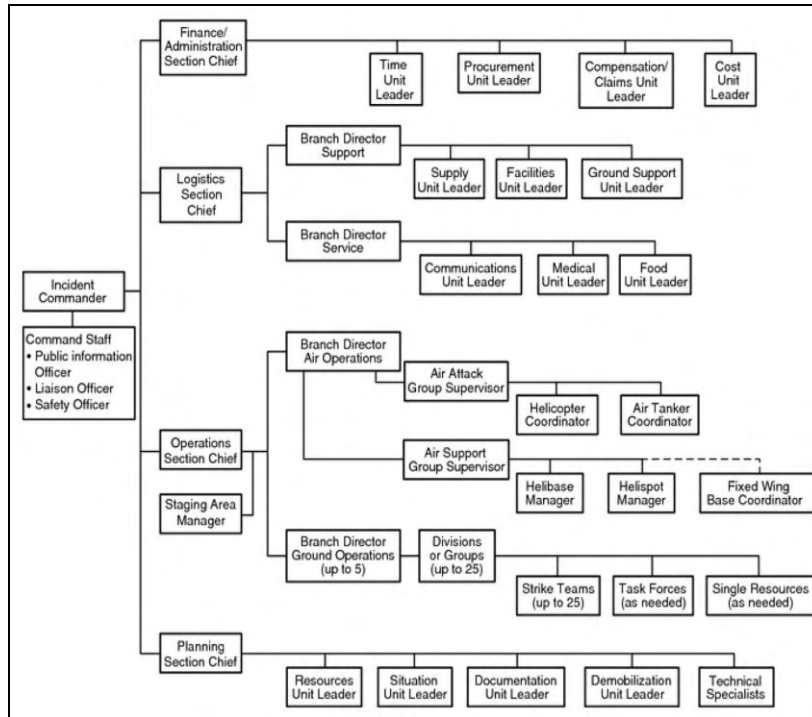 Finance/
Administration
Section Chief
Time
Unit
Leader
Procurement
Unit Leader
Compensation/
Claims Unit
Leader
Cost
Unit
Leader
Logistics
Section
Chief
Branch Director
Support
Supply
Unit Leader
Facilities
Unit Leader
Ground Support
Unit Leader
Branch Director
Service
Communications
Unit Leader
Medical
Unit Leader
Food
Unit Leader
Incident
Commander
Command Staff
• Public information
Officer
• Liaison Officer
• Safety Officer
Operations
Section Chief
Staging Area
Manager
Branch Director
Air Operations
Air Attack
Group Supervisor
Helicopter
Coordinator
Air Tanker
Coordinator
Air Support
Group Supervisor
Helibase
Manager
Helispot
Manager
Fixed Wing
Base Coordinator
Branch Director
Ground Operations
(up to 5)
Divisions
or Groups
(up to 25)
Strike Teams
(up to 25)
Task Forces
(as needed)
Single Resources
(as needed)
Planning
Section Chief
Resources
Unit Leader
Situation
Unit Leader
Documentation
Unit Leader
Demobilization
Unit Leader
Technical
Specialists